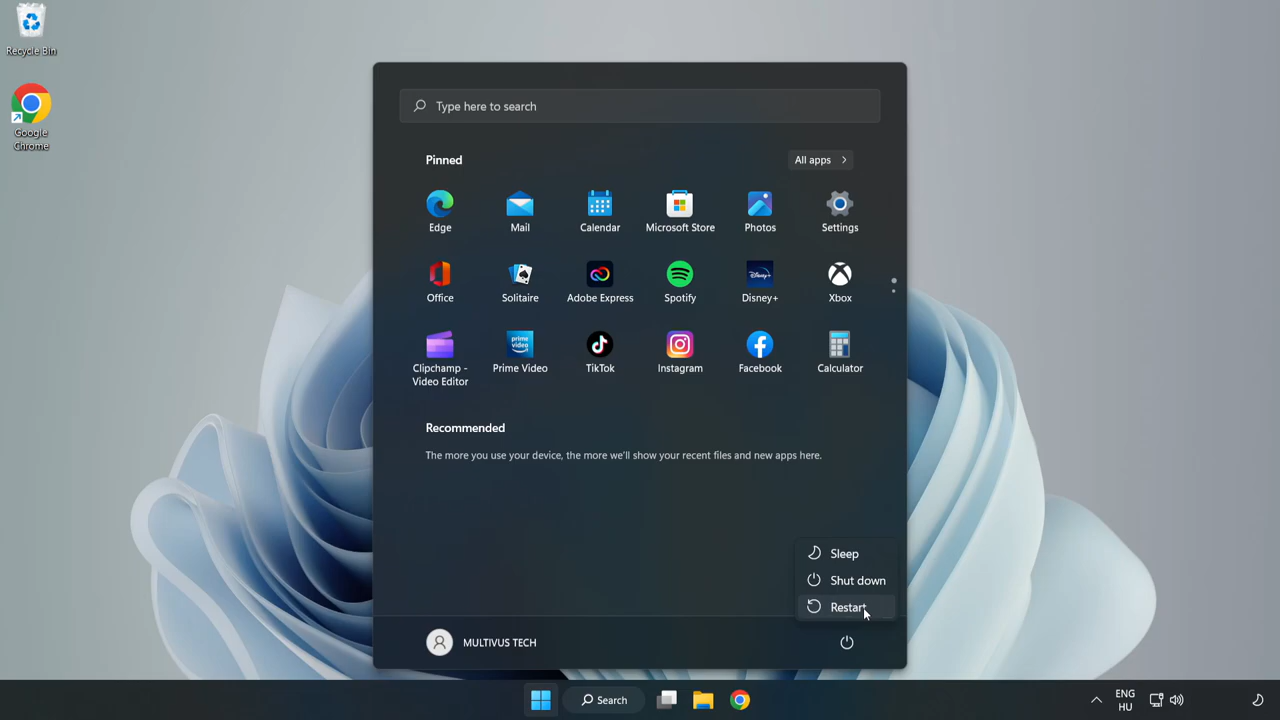 Recycle Bin
Google
Chrome
Type here to search
Pinned
All apps
Edge
Mail
Calendar
Microsoft Store
Photos
Settings
Office
Solitaire
Adobe Express
Spotify
Disney+
Xbox
Clipchamp -
Video Editor
prime
video
Prime Video
TikTok
Instagram
Facebook
Calculator
Recommended
The more you use your device, the more we'll show your recent files and new apps here.
Sleep
Shut down
Restart
MULTIVUS TECH
Search
ENG
HU